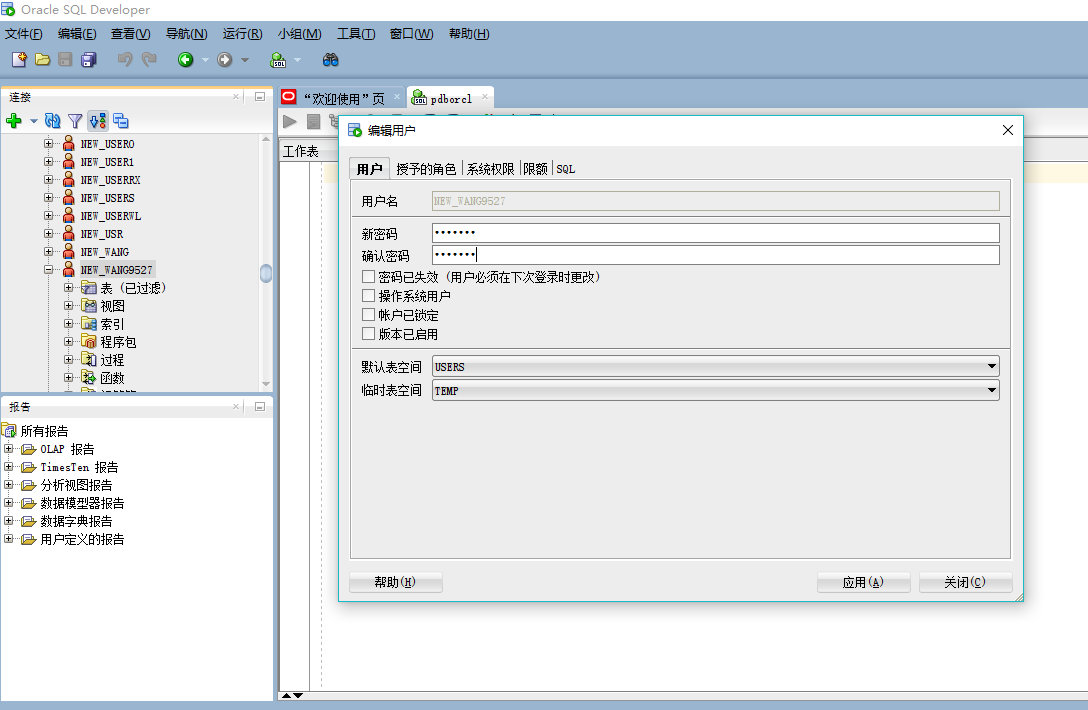 Oracle SQL Developer
文件(F) 编辑(E) 查看(V) 导航(N) 运行(R) 小组(M) 工具(T) 窗口(W) 帮助(H)
连接
NEW_USER0
NEW_USER1
NEW_USERRX
NEW_USERS
NEW_USERWL
NEW_USR
NEW_WANG
NEW_WANG9527
表 (已过滤)
视图
索引
程序包
过程
函数
报告
所有报告
OLAP 报告
TimesTen 报告
分析视图报告
数据模型器报告
数据字典报告
用户定义的报告
“欢迎使用”页
pdborcl
工作表
编辑用户
用户 授予的角色 系统权限 限额 SQL
用户名 NEW_WANG9527
新密码 •••••••
确认密码 •••••••
密码已失效 (用户必须在下次登录时更改)
操作系统用户
帐户已锁定
版本已启用
默认表空间 USERS
临时表空间 TEMP
帮助(H) 应用(A) 关闭(C)